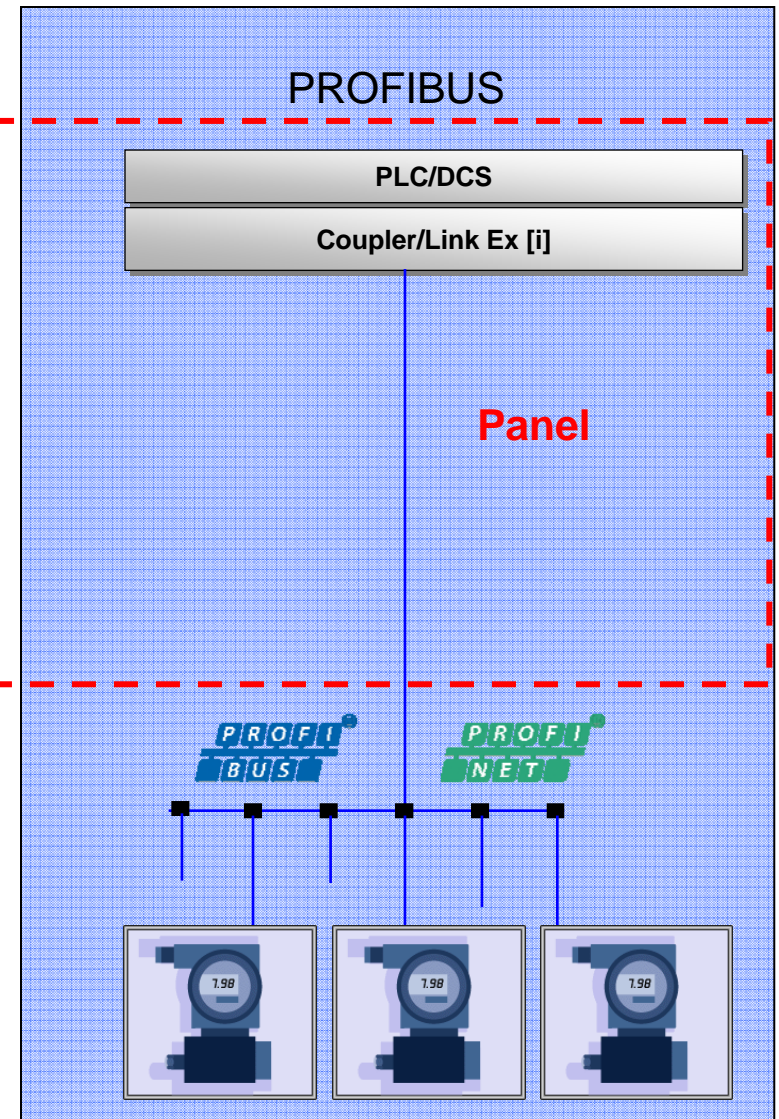 PROFIBUS
PLC/DCS
Coupler/Link Ex [i]
Panel
PROFI
BUS
PROFI
NET
7.98
7.98
7.98